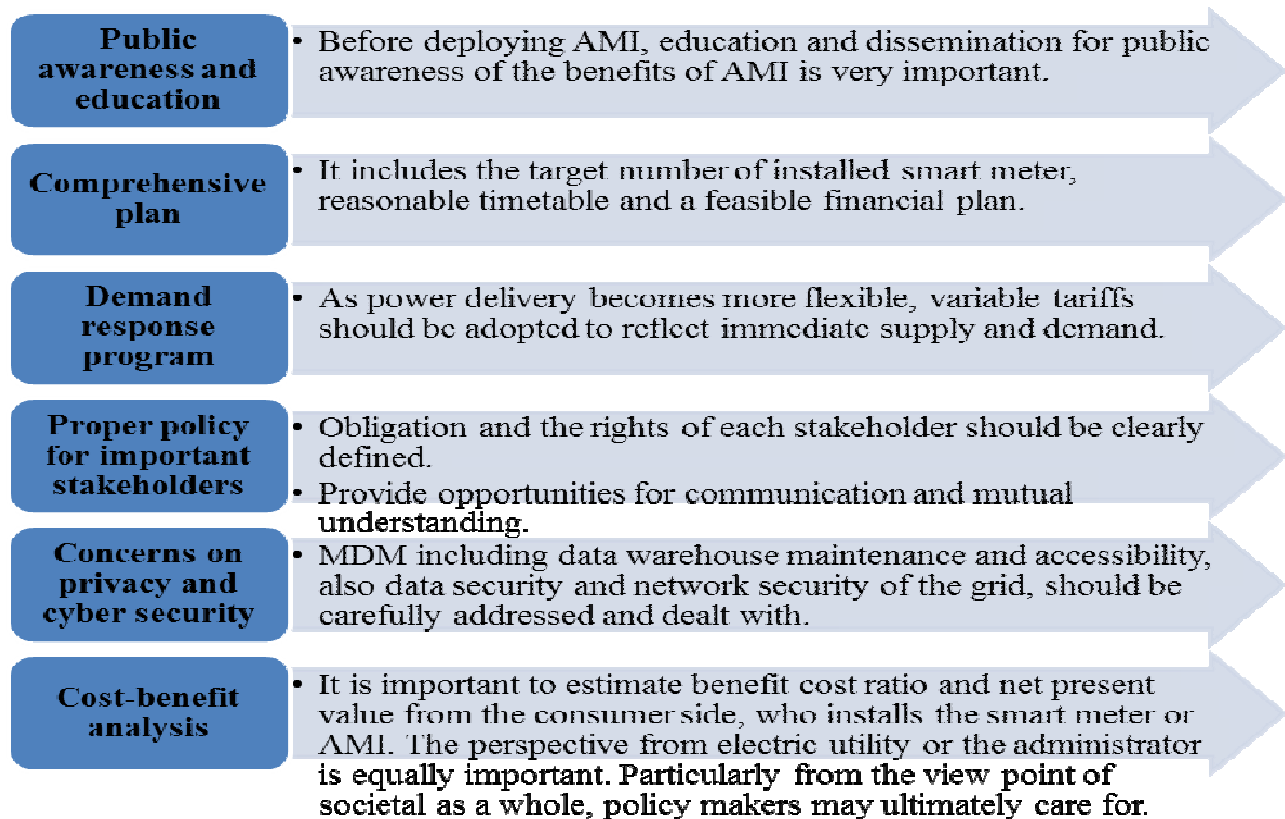 Public
awareness and
education
• Before deploying AMI, education and dissemination for public
awareness of the benefits of AMI is very important.
Comprehensive
plan
• It includes the target number of installed smart meter,
reasonable timetable and a feasible financial plan.
Demand
response
program
• As power delivery becomes more flexible, variable tariffs
should be adopted to reflect immediate supply and demand.
Proper policy
for important
stakeholders
• Obligation and the rights of each stakeholder should be clearly
defined.
• Provide opportunities for communication and mutual
understanding.
Concerns on
privacy and
cyber security
• MDM including data warehouse maintenance and accessibility,
also data security and network security of the grid, should be
carefully addressed and dealt with.
Cost-benefit
analysis
• It is important to estimate benefit cost ratio and net present
value from the consumer side, who installs the smart meter or
AMI. The perspective from electric utility or the administrator
is equally important. Particularly from the view point of
societal as a whole, policy makers may ultimately care for.